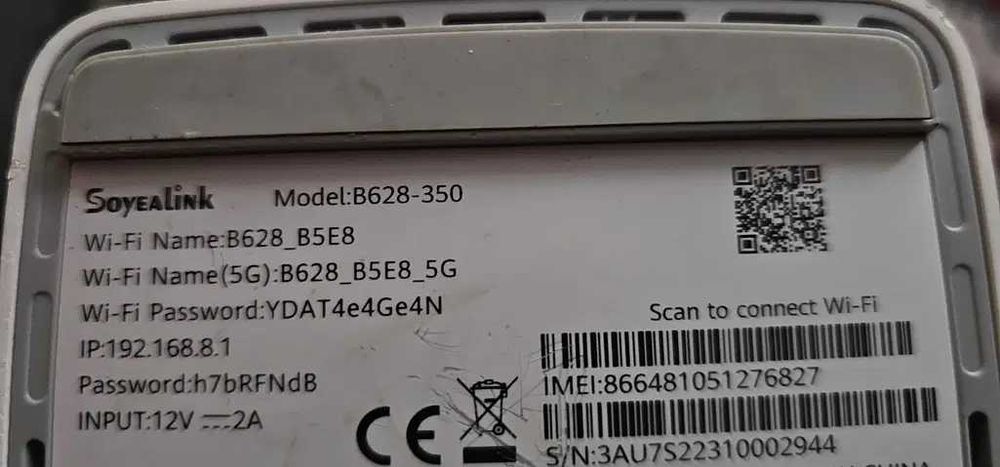 SOYEALINK Model:B628-350
Wi-Fi Name:B628_B5E8
Wi-Fi Name(5G):B628_B5E8_5G
Wi-Fi Password:YDAT4e4Ge4N
IP:192.168.8.1
Password:h7bRFNdB
INPUT:12V 2A
CE
Scan to connect Wi-Fi
IMEI:866481051276827
S/N:3AU7S22310002944
CHINA